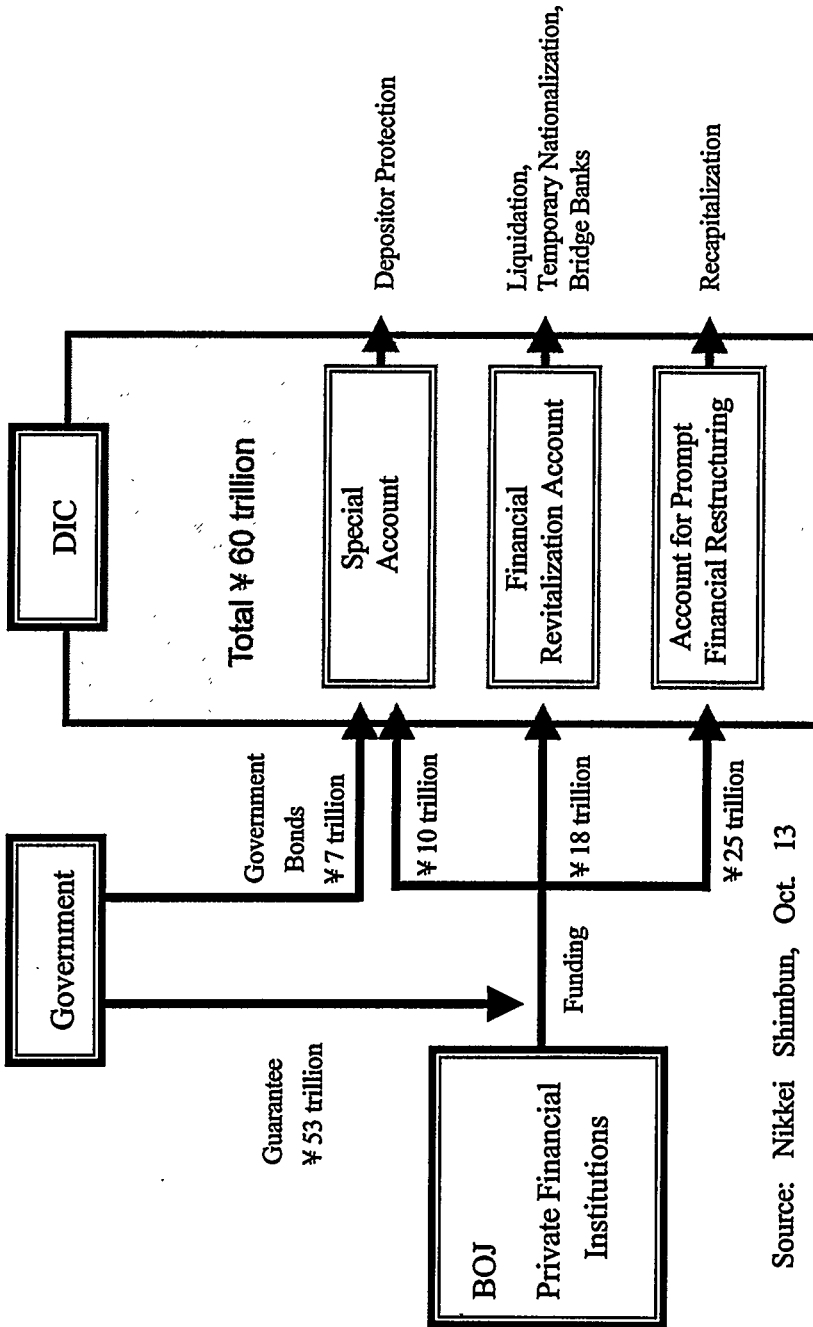 Government
DIC
Guarantee
¥ 53 trillion
Government
Bonds
¥ 7 trillion
Total ¥ 60 trillion
BOJ
Private Financial
Institutions
Funding
¥ 10 trillion
¥ 18 trillion
¥ 25 trillion
Special
Account
Depositor Protection
Financial
Revitalization Account
Liquidation,
Temporary Nationalization,
Bridge Banks
Account for Prompt
Financial Restructuring
Recapitalization
Source: Nikkei Shimbun, Oct. 13